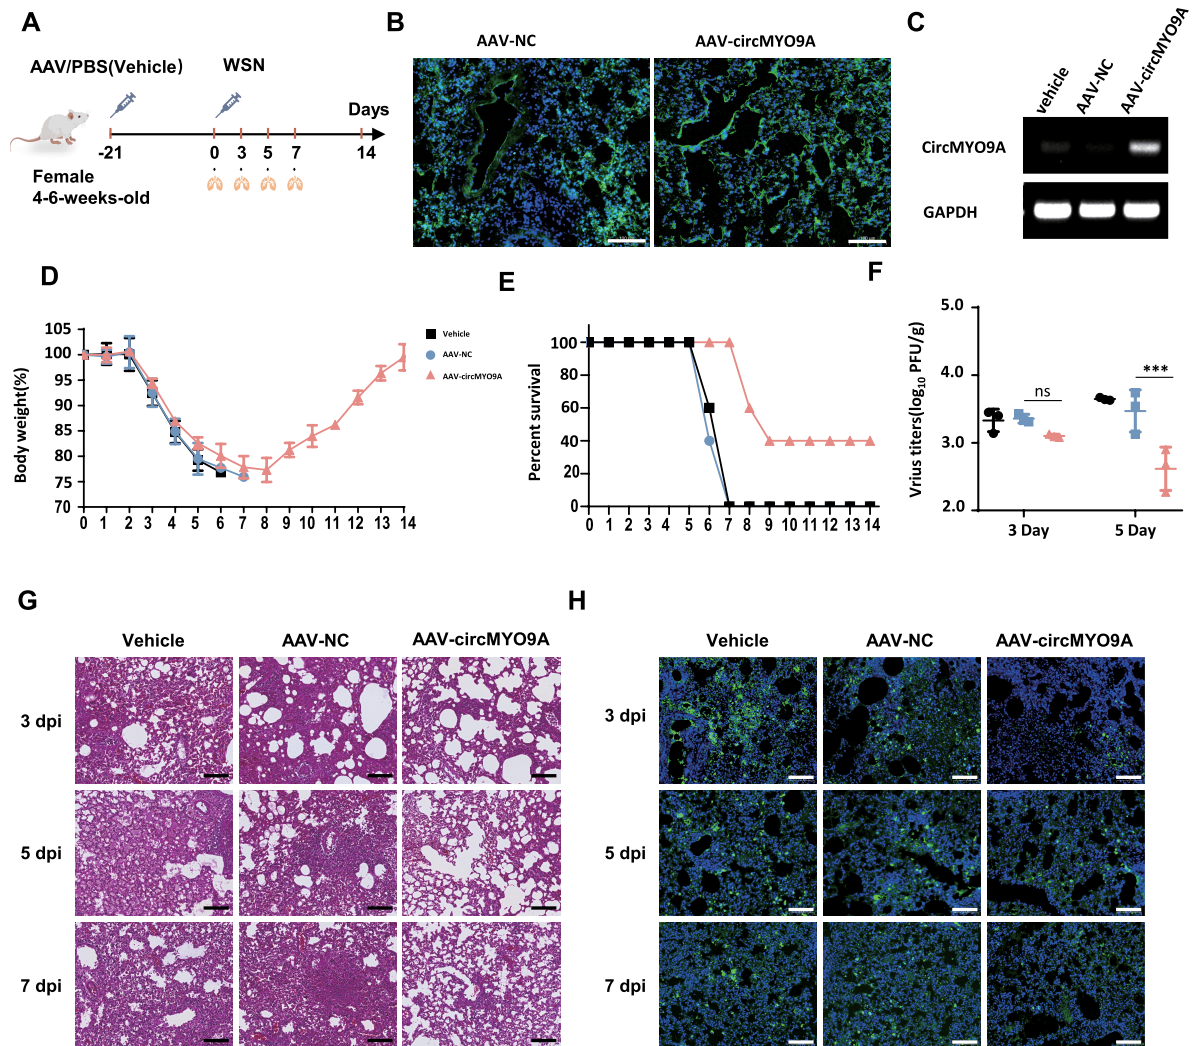 A
AAV/PBS(Vehicle)
WSN
Days
-21
0
3
5
7
14
Female
4-6-weeks-old
B
AAV-NC
AAV-circMYO9A
C
vehicle
AAV-NC
AAV-circMYO9A
CircMYO9A
GAPDH
D
Body weight(%)
105
100
95
90
85
80
75
70
0 1 2 3 4 5 6 7 8 9 10 11 12 13 14
Vehicle
AAV-NC
AAV-circMYO9A
E
Percent survival
100
80
60
40
20
0
0 1 2 3 4 5 6 7 8 9 10 11 12 13 14
F
Vrius titers(log10 PFU/g)
5.0
4.0
3.0
2.0
ns
***
3 Day
5 Day
G
Vehicle
AAV-NC
AAV-circMYO9A
3 dpi
5 dpi
7 dpi
H
Vehicle
AAV-NC
AAV-circMYO9A
3 dpi
5 dpi
7 dpi